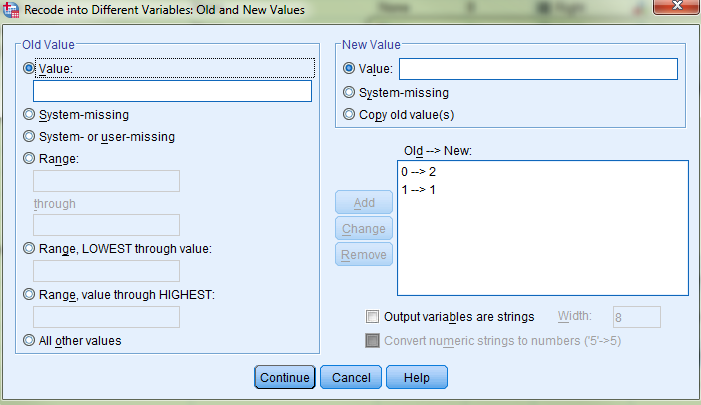 Name 8 Right
Recode into Different Variables: Old and New Values
Old Value
Value:
System-missing
System- or user-missing
Range:
through
Range, LOWEST through value:
Range, value through HIGHEST:
All other values
New Value
Value:
System-missing
Copy old value(s)
Old --> New:
0 --> 2
1 --> 1
Add
Change
Remove
Output variables are strings
Width:
8
Convert numeric strings to numbers ('5'->5)
Continue
Cancel
Help